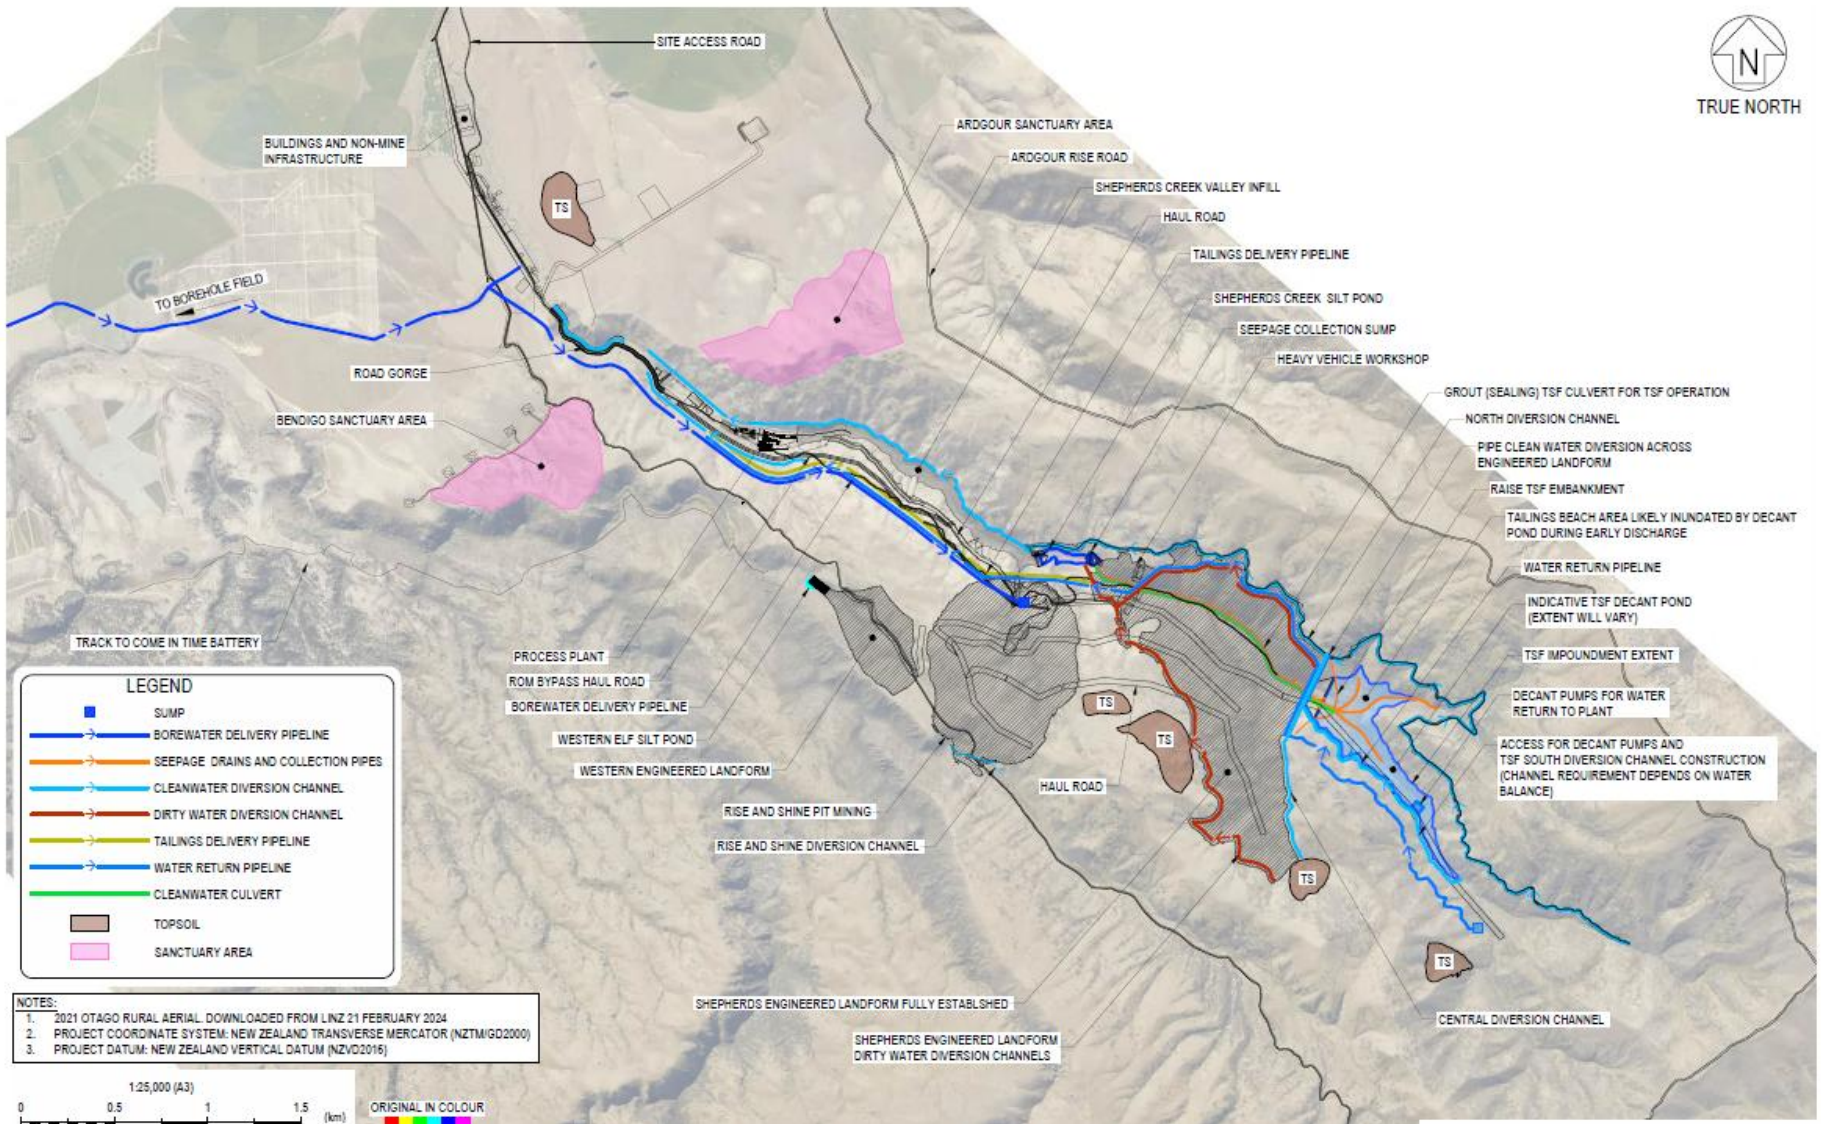 SITE ACCESS ROAD
N
TRUE NORTH
BUILDINGS AND NON-MINE
INFRASTRUCTURE
ARDGOUR SANCTUARY AREA
ARDGOUR RISE ROAD
SHEPHERDS CREEK VALLEY INFILL
HAUL ROAD
TAILINGS DELIVERY PIPELINE
SHEPHERDS CREEK SILT POND
SEEPAGE COLLECTION SUMP
HEAVY VEHICLE WORKSHOP
GROUT (SEALING) TSF CULVERT FOR TSF OPERATION
NORTH DIVERSION CHANNEL
PIPE CLEAN WATER DIVERSION ACROSS
ENGINEERED LANDFORM
RAISE TSF EMBANKMENT
TAILINGS BEACH AREA LIKELY INUNDATED BY DECANT
POND DURING EARLY DISCHARGE
WATER RETURN PIPELINE
INDICATIVE TSF DECANT POND
(EXTENT WILL VARY)
TSF IMPOUNDMENT EXTENT
DECANT PUMPS FOR WATER
RETURN TO PLANT
ACCESS FOR DECANT PUMPS AND
TSF SOUTH DIVERSION CHANNEL CONSTRUCTION
(CHANNEL REQUIREMENT DEPENDS ON WATER
BALANCE)
TS
TO BOREHOLE FIELD
ROAD GORGE
BENDIGO SANCTUARY AREA
TRACK TO COME IN TIME BATTERY
PROCESS PLANT
ROM BYPASS HAUL ROAD
BOREWATER DELIVERY PIPELINE
WESTERN ELF SILT POND
WESTERN ENGINEERED LANDFORM
RISE AND SHINE PIT MINING
RISE AND SHINE DIVERSION CHANNEL
TS
TS
HAUL ROAD
TS
TS
SHEPHERDS ENGINEERED LANDFORM FULLY ESTABLSHED
SHEPHERDS ENGINEERED LANDFORM
DIRTY WATER DIVERSION CHANNELS
CENTRAL DIVERSION CHANNEL
LEGEND
SUMP
BOREWATER DELIVERY PIPELINE
SEEPAGE DRAINS AND COLLECTION PIPES
CLEANWATER DIVERSION CHANNEL
DIRTY WATER DIVERSION CHANNEL
TAILINGS DELIVERY PIPELINE
WATER RETURN PIPELINE
CLEANWATER CULVERT
TOPSOIL
SANCTUARY AREA
NOTES:
1. 2021 OTAGO RURAL AERIAL. DOWNLOADED FROM LINZ 21 FEBRUARY 2024
2. PROJECT COORDINATE SYSTEM: NEW ZEALAND TRANSVERSE MERCATOR (NZTM/GD2000)
3. PROJECT DATUM: NEW ZEALAND VERTICAL DATUM (NZVD2016)
1:25,000 (A3)
0 0.5 1 1.5 (km)
ORIGINAL IN COLOUR